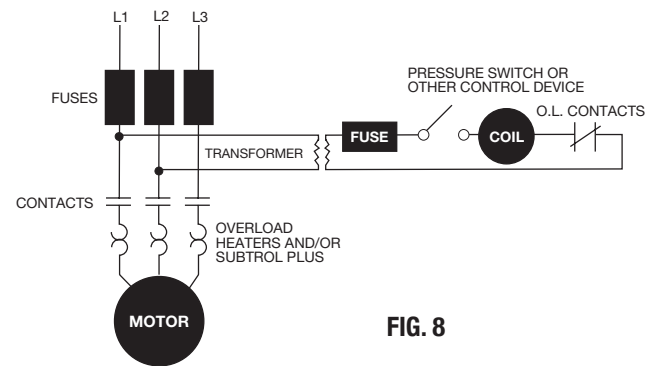 L1 L2 L3
FUSES
PRESSURE SWITCH OR
OTHER CONTROL DEVICE
O.L. CONTACTS
FUSE
COIL
TRANSFORMER
CONTACTS
OVERLOAD
HEATERS AND/OR
SUBTROL PLUS
MOTOR
FIG. 8